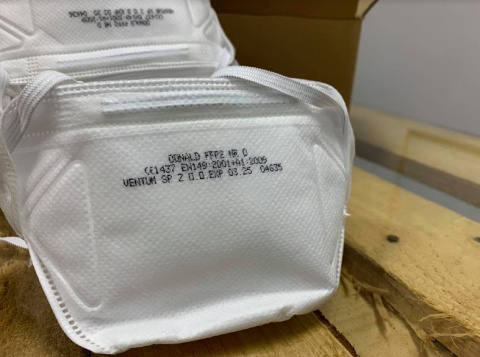 DONALD FFP2 NR D
CE1437 EN149:2001+A1:2009
VENTUM SP Z O.O.EXP 03.25 04635